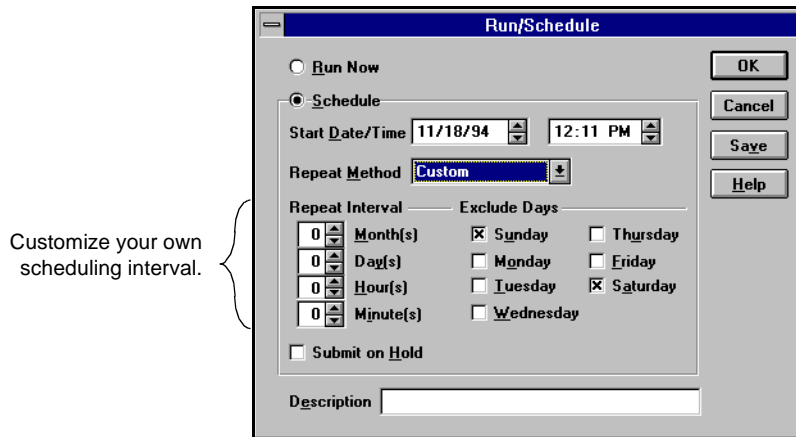 Run/Schedule
Run Now
OK
Schedule
Cancel
Start Date/Time 11/18/94 12:11 PM
Save
Repeat Method Custom
Help
Repeat Interval Exclude Days
0 Month(s) Sunday Thursday
0 Day(s) Monday Friday
0 Hour(s) Tuesday Saturday
0 Minute(s) Wednesday
Customize your own
scheduling interval.
Submit on Hold
Description